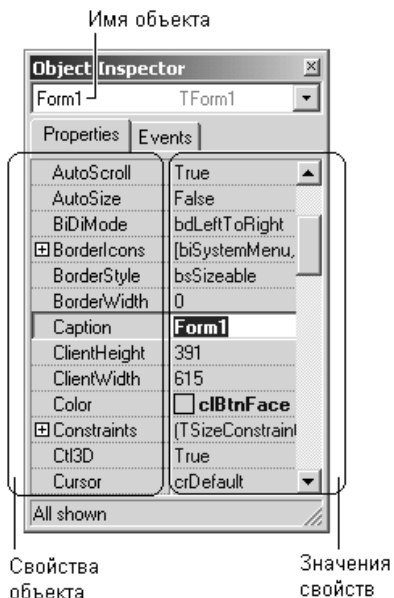 Имя объекта
Object Inspector
Form1 TForm1
Properties Events
AutoScroll True
AutoSize False
BiDiMode bdLeftToRight
BorderIcons [biSystemMenu,
BorderStyle bsSizeable
BorderWidth 0
Caption Form1
ClientHeight 391
ClientWidth 615
Color clBtnFace
Constraints (TSizeConstraint
Ctl3D True
Cursor crDefault
All shown
Свойства объекта
Значения свойств